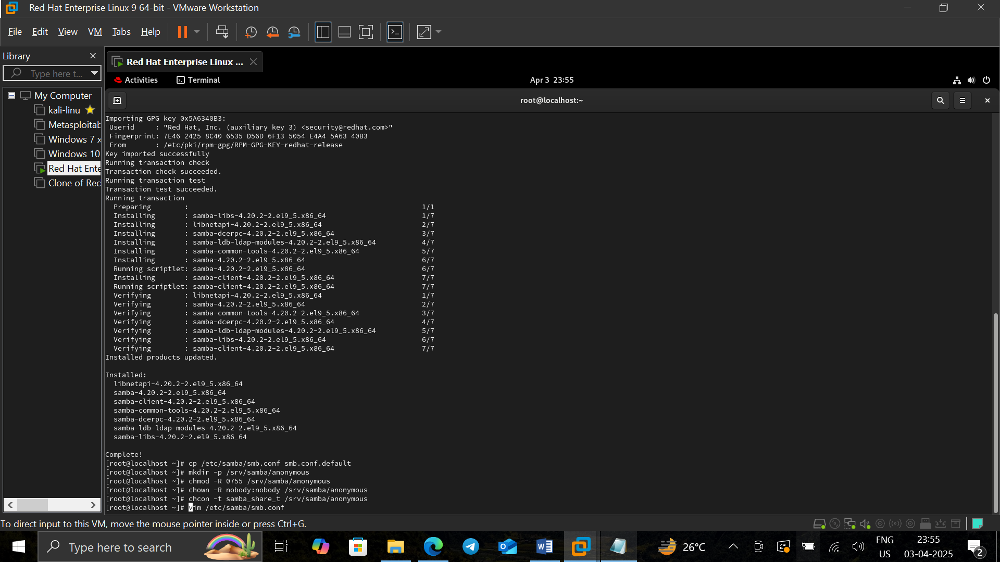 Red Hat Enterprise Linux 9 64-bit - VMware Workstation
File Edit View VM Tabs Help
Library
Type here t...
My Computer
kali-linu
Metasploitab
Windows 7 x
Windows 10
Red Hat Ente
Clone of Red
Red Hat Enterprise Linux ...
Activities Terminal Apr 3 23:55
root@localhost:~
Importing GPG key 0x5A6340B3:
Userid : "Red Hat, Inc. (auxiliary key 3) <security@redhat.com>"
Fingerprint: 7E46 2425 8C40 6535 D56D 6F13 5054 E4A4 5A63 40B3
From : /etc/pki/rpm-gpg/RPM-GPG-KEY-redhat-release
Key imported successfully
Running transaction check
Transaction check succeeded.
Running transaction test
Transaction test succeeded.
Running transaction
Preparing : 1/1
Installing : samba-libs-4.20.2-2.el9_5.x86_64 1/7
Installing : libnetapi-4.20.2-2.el9_5.x86_64 2/7
Installing : samba-dcerpc-4.20.2-2.el9_5.x86_64 3/7
Installing : samba-ldb-ldap-modules-4.20.2-2.el9_5.x86_64 4/7
Installing : samba-common-tools-4.20.2-2.el9_5.x86_64 5/7
Installing : samba-4.20.2-2.el9_5.x86_64 6/7
Running scriptlet: samba-4.20.2-2.el9_5.x86_64 6/7
Installing : samba-client-4.20.2-2.el9_5.x86_64 7/7
Running scriptlet: samba-client-4.20.2-2.el9_5.x86_64 7/7
Verifying : libnetapi-4.20.2-2.el9_5.x86_64 1/7
Verifying : samba-4.20.2-2.el9_5.x86_64 2/7
Verifying : samba-common-tools-4.20.2-2.el9_5.x86_64 3/7
Verifying : samba-dcerpc-4.20.2-2.el9_5.x86_64 4/7
Verifying : samba-ldb-ldap-modules-4.20.2-2.el9_5.x86_64 5/7
Verifying : samba-libs-4.20.2-2.el9_5.x86_64 6/7
Verifying : samba-client-4.20.2-2.el9_5.x86_64 7/7
Installed products updated.
Installed:
libnetapi-4.20.2-2.el9_5.x86_64
samba-4.20.2-2.el9_5.x86_64
samba-client-4.20.2-2.el9_5.x86_64
samba-common-tools-4.20.2-2.el9_5.x86_64
samba-dcerpc-4.20.2-2.el9_5.x86_64
samba-ldb-ldap-modules-4.20.2-2.el9_5.x86_64
samba-libs-4.20.2-2.el9_5.x86_64
Complete!
[root@localhost ~]# cp /etc/samba/smb.conf smb.conf.default
[root@localhost ~]# mkdir -p /srv/samba/anonymous
[root@localhost ~]# chmod -R 0755 /srv/samba/anonymous
[root@localhost ~]# chown -R nobody:nobody /srv/samba/anonymous
[root@localhost ~]# chcon -t samba_share_t /srv/samba/anonymous
[root@localhost ~]# vim /etc/samba/smb.conf
To direct input to this VM, move the mouse pointer inside or press Ctrl+G.
Type here to search
26°C
ENG
US
23:55
03-04-2025
2